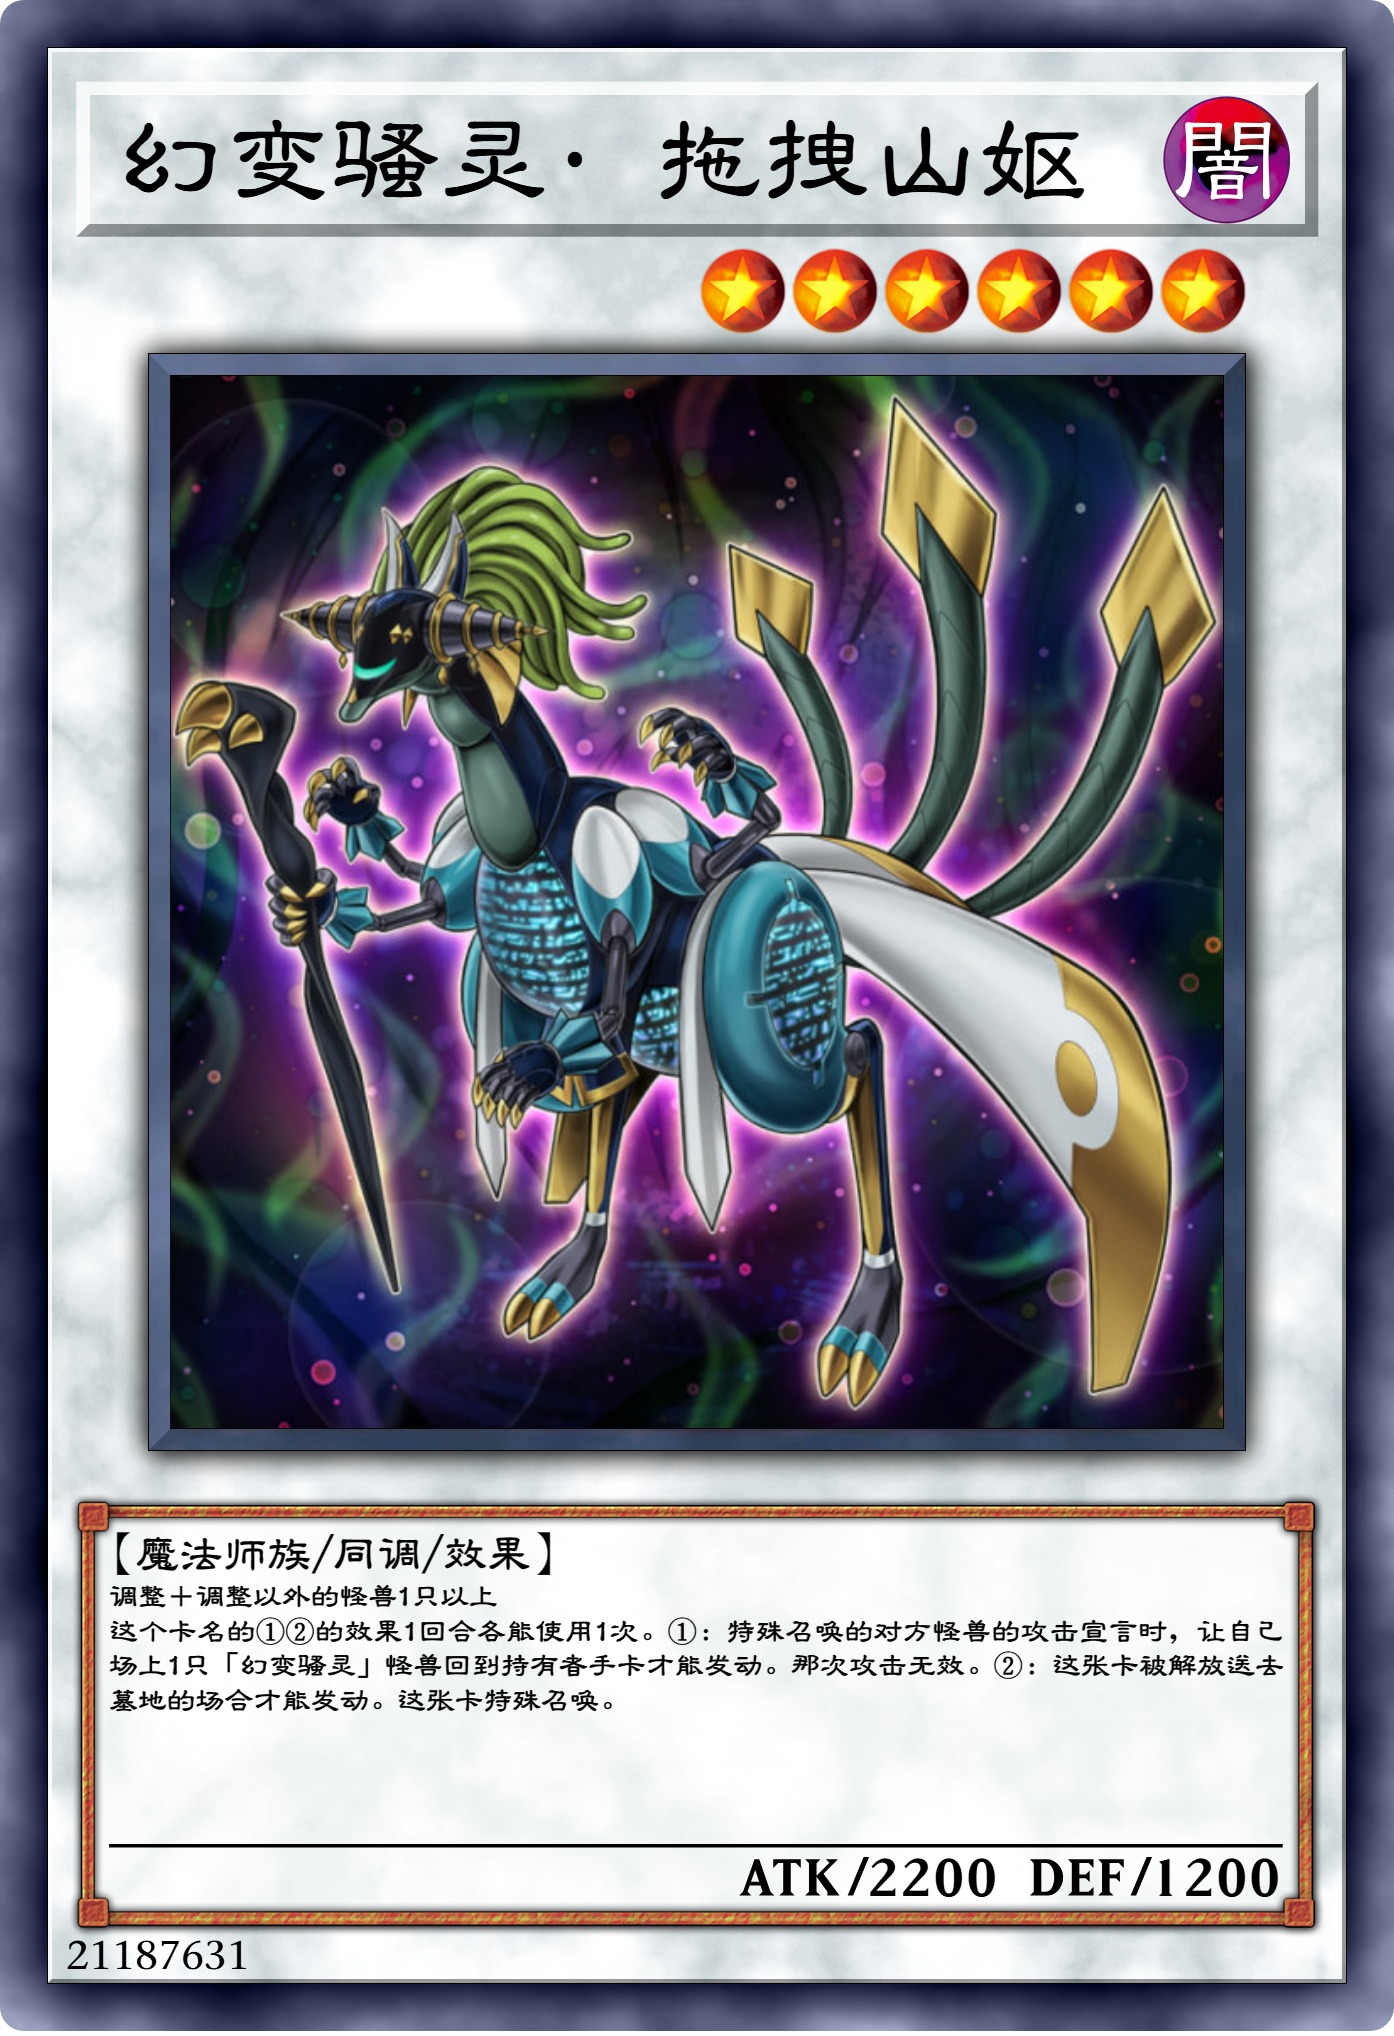 幻变骚灵·拖拽山妪
闇
【魔法师族/同调/效果】
调整＋调整以外的怪兽1只以上
这个卡名的①②的效果1回合各能使用1次。①：特殊召唤的对方怪兽的攻击宣言时，让自己
场上1只「幻变骚灵」怪兽回到持有者手卡才能发动。那次攻击无效。②：这张卡被解放送去
墓地的场合才能发动。这张卡特殊召唤。
ATK/2200 DEF/1200
21187631